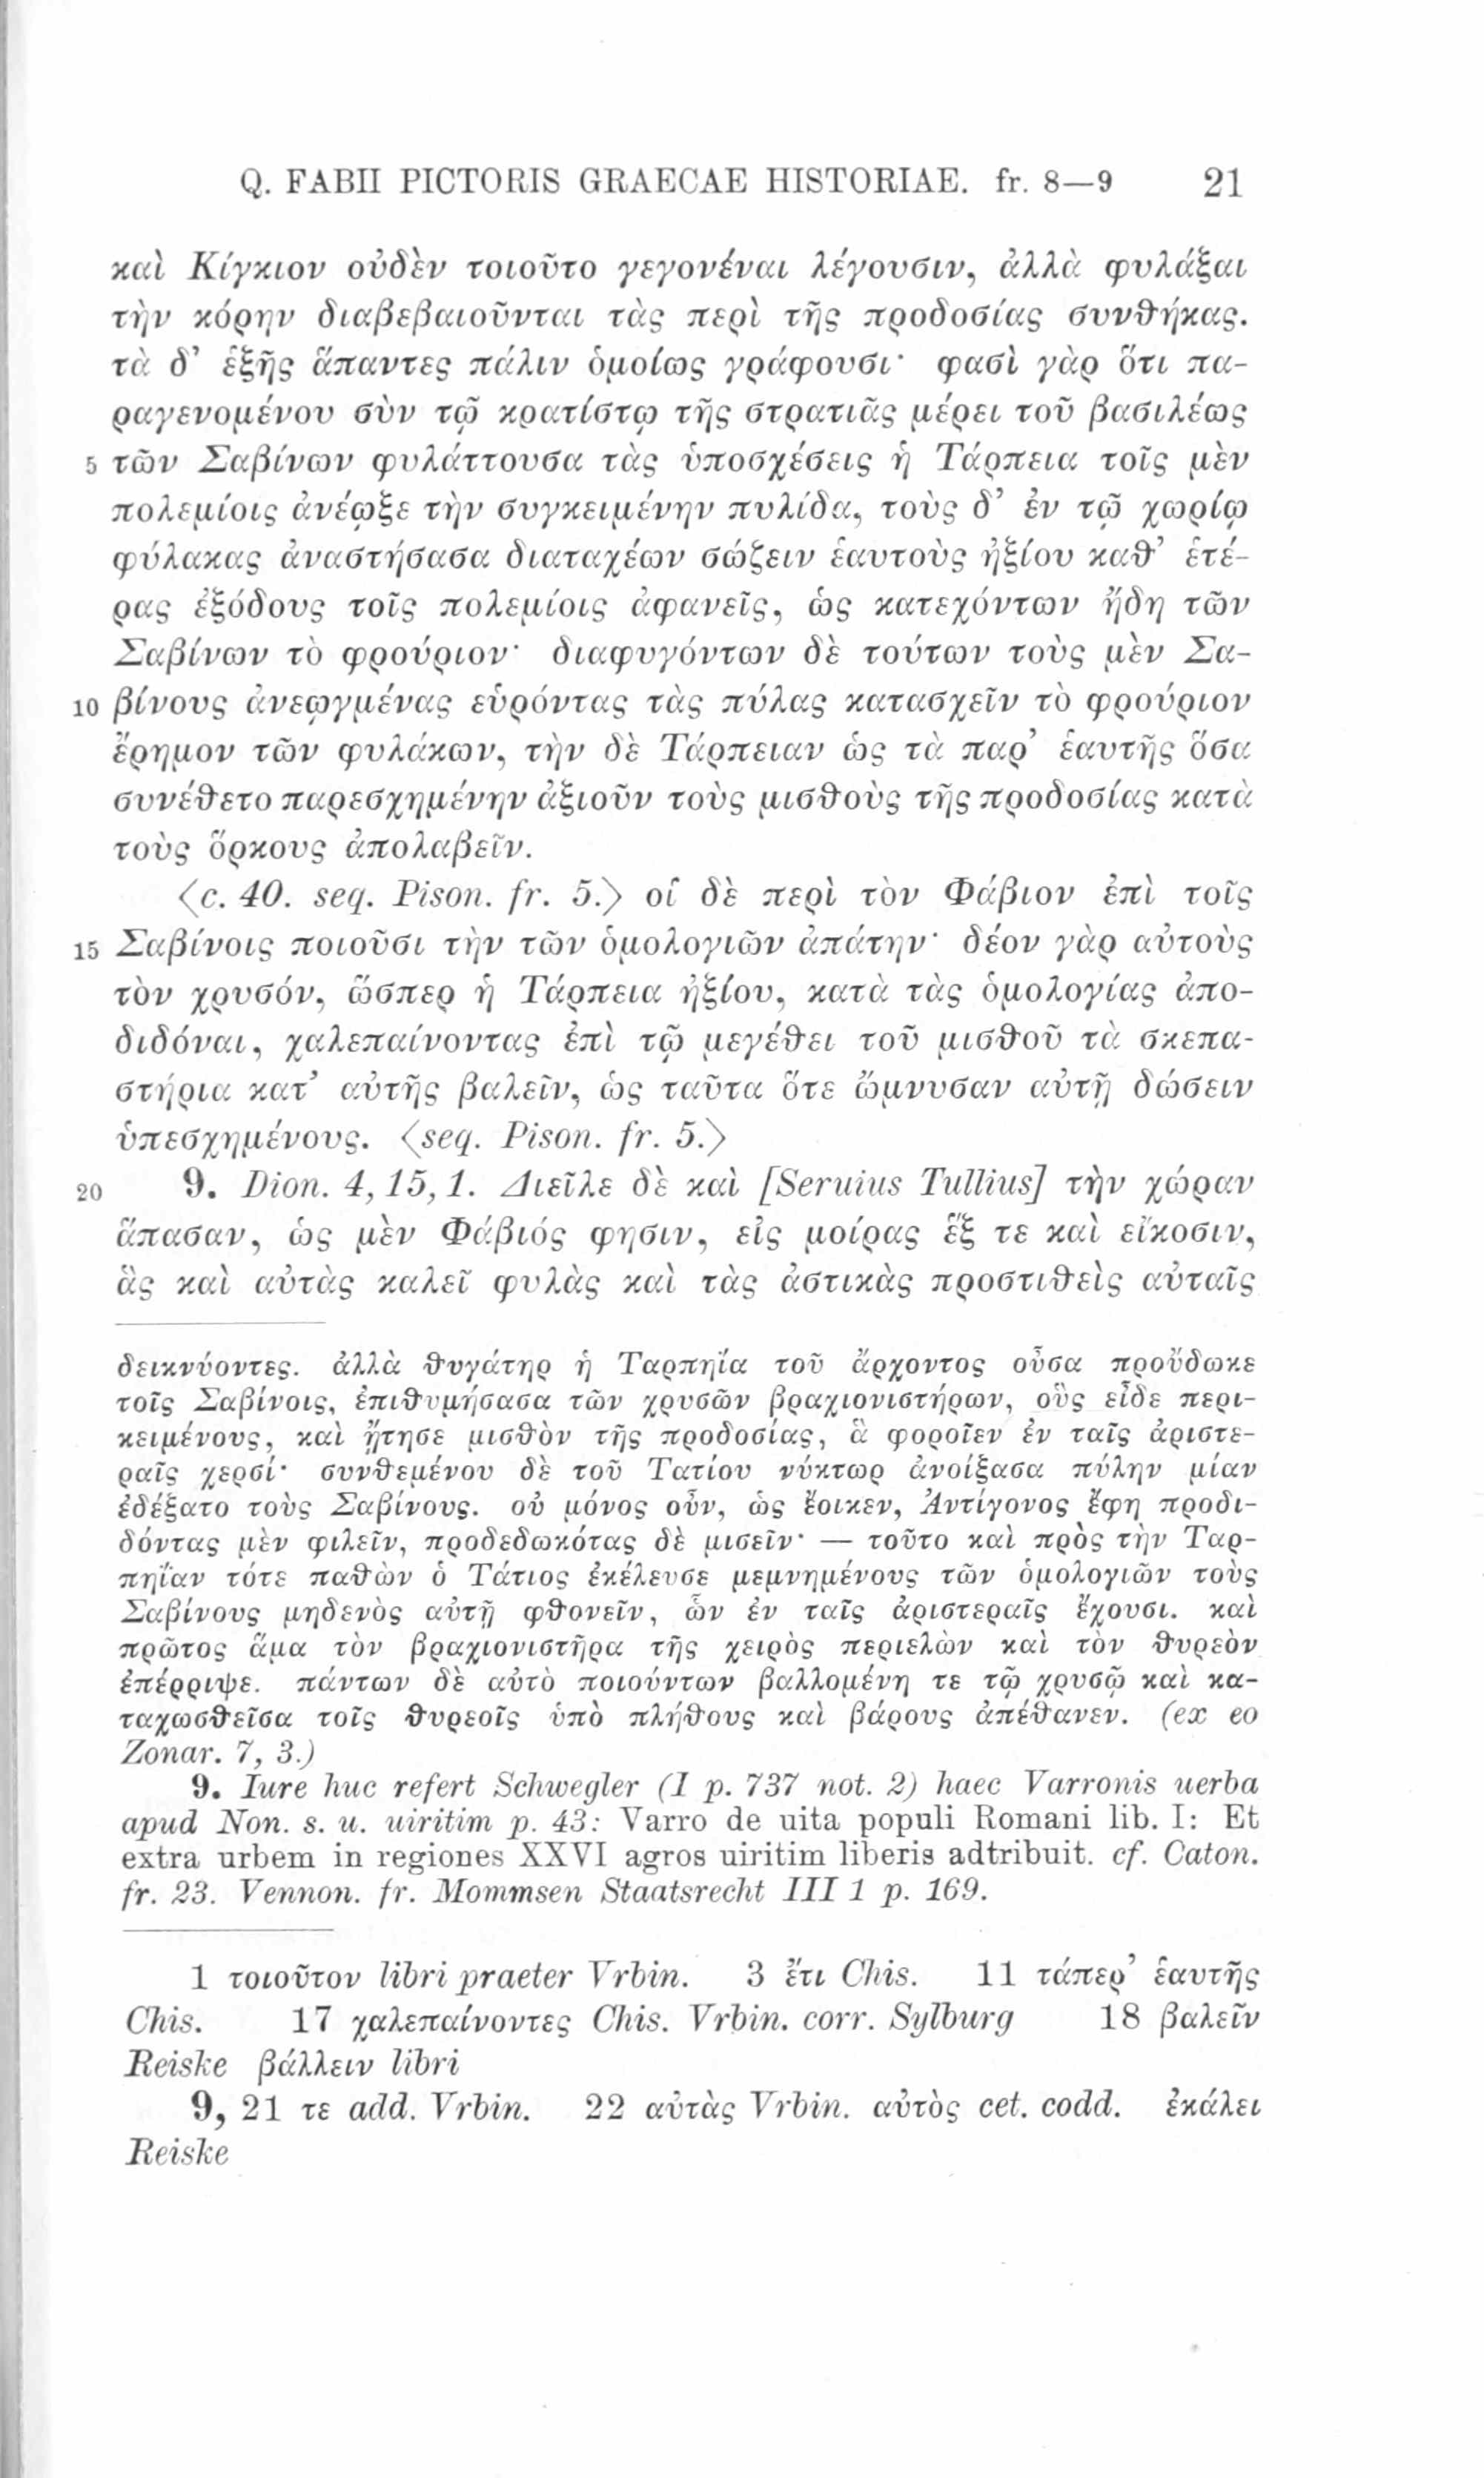 Q. FABII PICTORIS GRAECAE HISTORIAE. fr. 8—9 21
καὶ Κίγκιον οὐδὲν τοιοῦτο γεγονέναι λέγουσιν, ἀλλὰ φυλάξαι
τὴν κόρην διαβεβαιοῦνται τὰς περὶ τῆς προδοσίας συνθήκας.
τὰ δ’ ἑξῆς ἅπαντες πάλιν ὁμοίως γράφουσι· φασὶ γὰρ ὅτι πα-
ραγενομένου σὺν τῷ κρατίστῳ τῆς στρατιᾶς μέρει τοῦ βασιλέως
5 τῶν Σαβίνων φυλάττουσα τὰς ὑποσχέσεις ἡ Τάρπεια τοῖς μὲν
πολεμίοις ἀνέῳξε τὴν συγκειμένην πυλίδα, τοὺς δ’ ἐν τῷ χωρίῳ
φύλακας ἀναστήσασα διαταχέων σώζειν ἑαυτοὺς ἠξίου καθ’ ἑτέ-
ρας ἐξόδους τοῖς πολεμίοις ἀφανεῖς, ὡς κατεχόντων ἤδη τῶν
Σαβίνων τὸ φρούριον· διαφυγόντων δὲ τούτων τοὺς μὲν Σα-
10 βίνους ἀνεῳγμένας εὑρόντας τὰς πύλας κατασχεῖν τὸ φρούριον
ἔρημον τῶν φυλάκων, τὴν δὲ Τάρπειαν ὡς τὰ παρ’ ἑαυτῆς ὅσα
συνέθετο παρεσχημένην ἀξιοῦν τοὺς μισθοὺς τῆς προδοσίας κατὰ
τοὺς ὅρκους ἀπολαβεῖν.
⟨c. 40. seq. Pison. fr. 5.⟩ οἱ δὲ περὶ τὸν Φάβιον ἐπὶ τοῖς
15 Σαβίνοις ποιοῦσι τὴν τῶν ὁμολογιῶν ἀπάτην· δέον γὰρ αὐτοὺς
τὸν χρυσόν, ὥσπερ ἡ Τάρπεια ἠξίου, κατὰ τὰς ὁμολογίας ἀπο-
διδόναι, χαλεπαίνοντας ἐπὶ τῷ μεγέθει τοῦ μισθοῦ τὰ σκεπα-
στήρια κατ’ αὐτῆς βαλεῖν, ὡς ταῦτα ὅτε ὤμνυσαν αὐτῇ δώσειν
ὑπεσχημένους. ⟨seq. Pison. fr. 5.⟩
20 9. Dion. 4, 15, 1. Διεῖλε δὲ καὶ [Seruius Tullius] τὴν χώραν
ἅπασαν, ὡς μὲν Φάβιός φησιν, εἰς μοίρας ἕξ τε καὶ εἴκοσιν,
ἃς καὶ αὐτὰς καλεῖ φυλὰς καὶ τὰς ἀστικὰς προστιθεὶς αὐταῖς
δεικνύοντες. ἀλλὰ θυγάτηρ ἡ Ταρπηία τοῦ ἄρχοντος οὖσα προὔδωκε
τοῖς Σαβίνοις, ἐπιθυμήσασα τῶν χρυσῶν βραχιονιστήρων, οὓς εἶδε περι-
κειμένους, καὶ ᾔτησε μισθὸν τῆς προδοσίας, ἃ φοροῖεν ἐν ταῖς ἀριστε-
ραῖς χερσί· συνθεμένου δὲ τοῦ Τατίου νύκτωρ ἀνοίξασα πύλην μίαν
ἐδέξατο τοὺς Σαβίνους. οὐ μόνος οὖν, ὡς ἔοικεν, Ἀντίγονος ἔφη προδι-
δόντας μὲν φιλεῖν, προδεδωκότας δὲ μισεῖν· — τοῦτο καὶ πρὸς τὴν Ταρ-
πηΐαν τότε παθὼν ὁ Τάτιος ἐκέλευσε μεμνημένους τῶν ὁμολογιῶν τοὺς
Σαβίνους μηδενὸς αὐτῇ φθονεῖν, ὧν ἐν ταῖς ἀριστεραῖς ἔχουσι. καὶ
πρῶτος ἅμα τὸν βραχιονιστῆρα τῆς χειρὸς περιελὼν καὶ τὸν θυρεὸν
ἐπέρριψε. πάντων δὲ αὐτὸ ποιούντων βαλλομένη τε τῷ χρυσῷ καὶ κα-
ταχωσθεῖσα τοῖς θυρεοῖς ὑπὸ πλήθους καὶ βάρους ἀπέθανεν. (ex eo
Zonar. 7, 3.)
9. Iure huc refert Schwegler (I p. 737 not. 2) haec Varronis uerba
apud Non. s. u. uiritim p. 43: Varro de uita populi Romani lib. I: Et
extra urbem in regiones XXVI agros uiritim liberis adtribuit. cf. Caton.
fr. 23. Vennon. fr. Mommsen Staatsrecht III 1 p. 169.
1 τοιοῦτον libri praeter Vrbin. 3 ἔτι Chis. 11 τάπερ’ ἑαυτῆς
Chis. 17 χαλεπαίνοντες Chis. Vrbin. corr. Sylburg 18 βαλεῖν
Reiske βάλλειν libri
9, 21 τε add. Vrbin. 22 αὐτὰς Vrbin. αὐτὸς cet. codd. ἐκάλει
Reiske